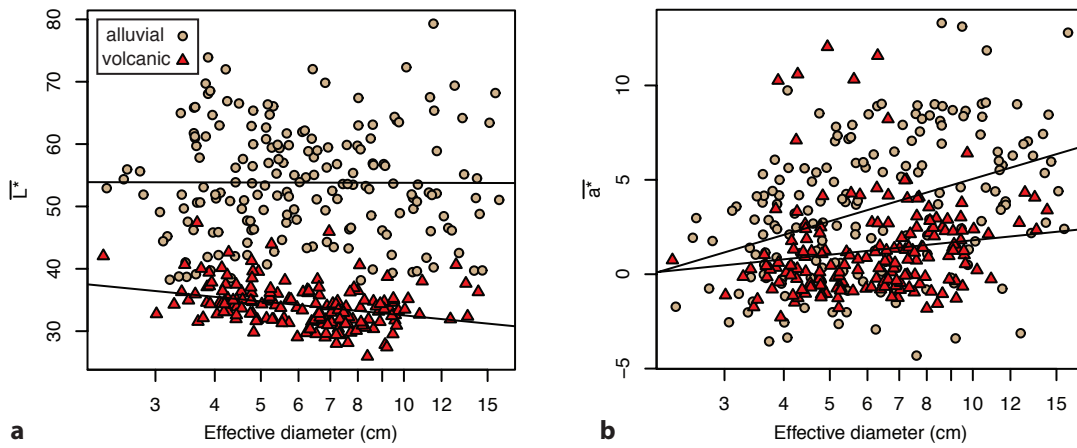 alluvial
volcanic
L*
80
70
60
50
40
30
3 4 5 6 7 8 10 12 15
Effective diameter (cm)
a
a*
10
5
0
−5
3 4 5 6 7 8 10 12 15
Effective diameter (cm)
b